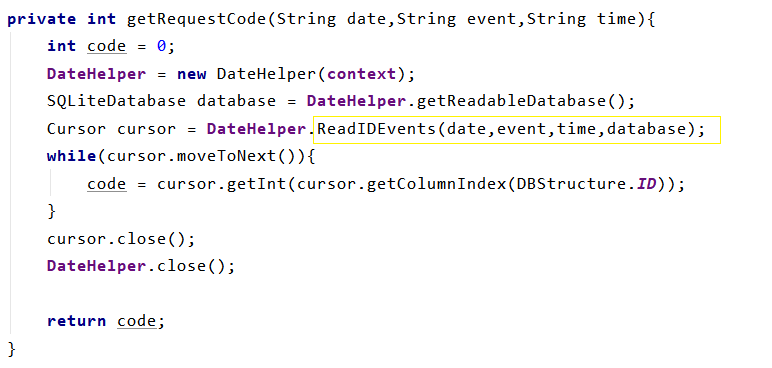 private int getRequestCode(String date,String event,String time){
int code = 0;
DateHelper = new DateHelper(context);
SQLiteDatabase database = DateHelper.getReadableDatabase();
Cursor cursor = DateHelper.ReadIDEvents(date,event,time,database);
while(cursor.moveToNext()){
code = cursor.getInt(cursor.getColumnIndex(DBStructure.ID));
}
cursor.close();
DateHelper.close();
return code;
}